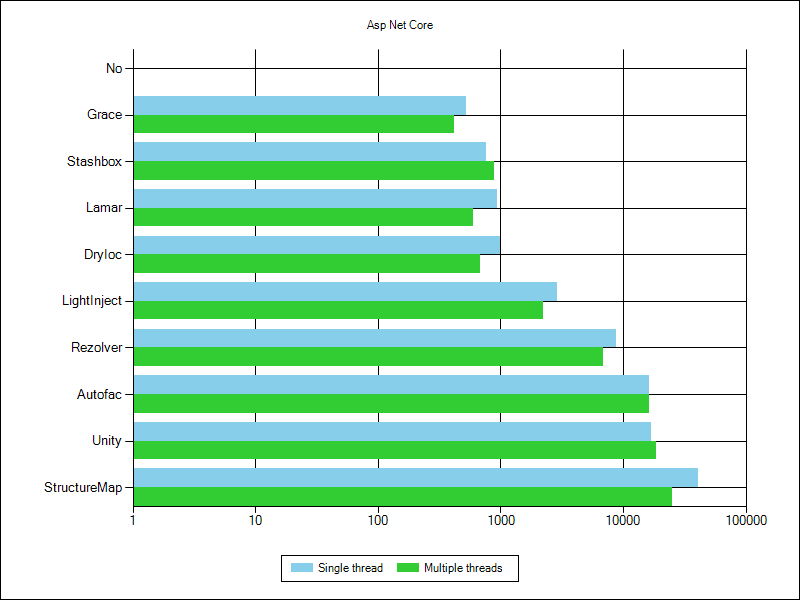 Asp Net Core
No
Grace
Stashbox
Lamar
DryIoc
LightInject
Rezolver
Autofac
Unity
StructureMap
1 10 100 1000 10000 100000
Single thread Multiple threads